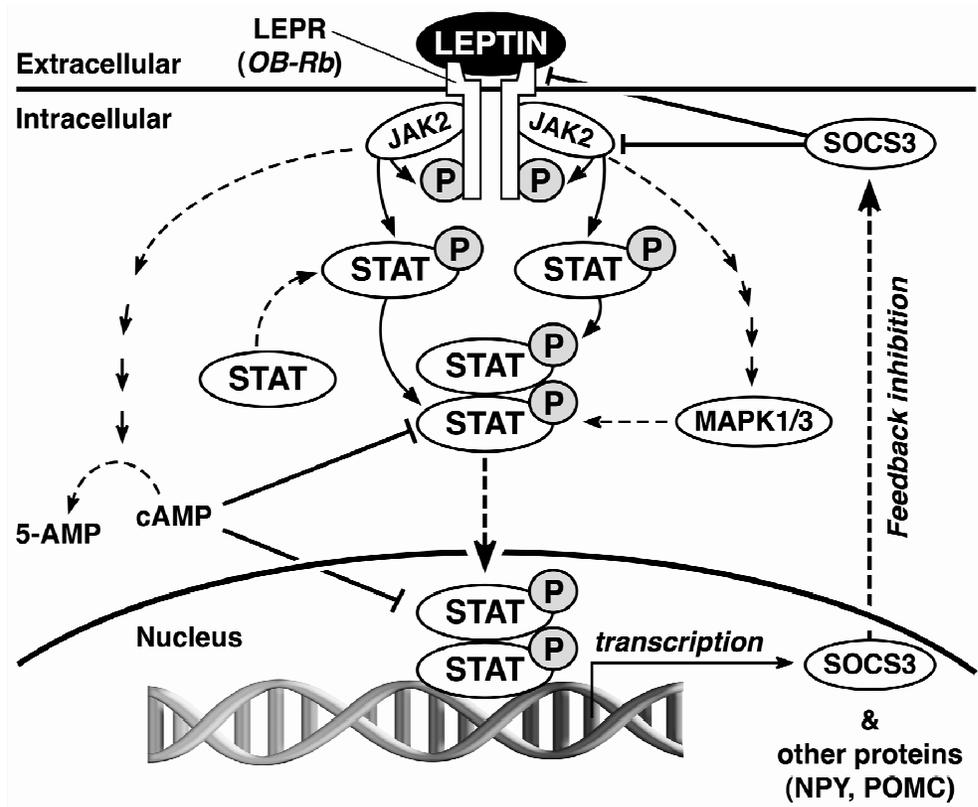 LEPR
(OB-Rb)
LEPTIN
Extracellular
Intracellular
JAK2
JAK2
SOCS3
P
P
STAT
P
STAT
P
STAT
STAT
P
STAT
P
MAPK1/3
Feedback inhibition
5-AMP
cAMP
STAT
P
Nucleus
STAT
P
transcription
SOCS3
&
other proteins
(NPY, POMC)